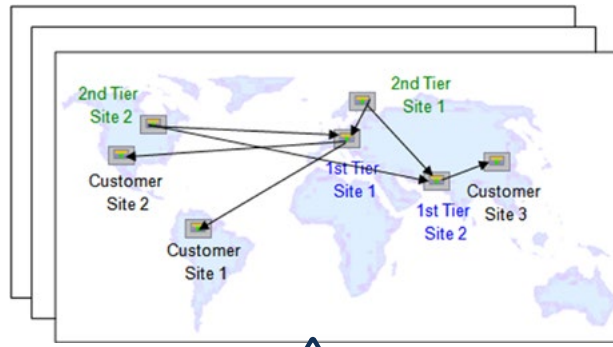 2nd Tier
Site 2
2nd Tier
Site 1
Customer
Site 2
1st Tier
Site 1
1st Tier
Site 2
Customer
Site 3
Customer
Site 1